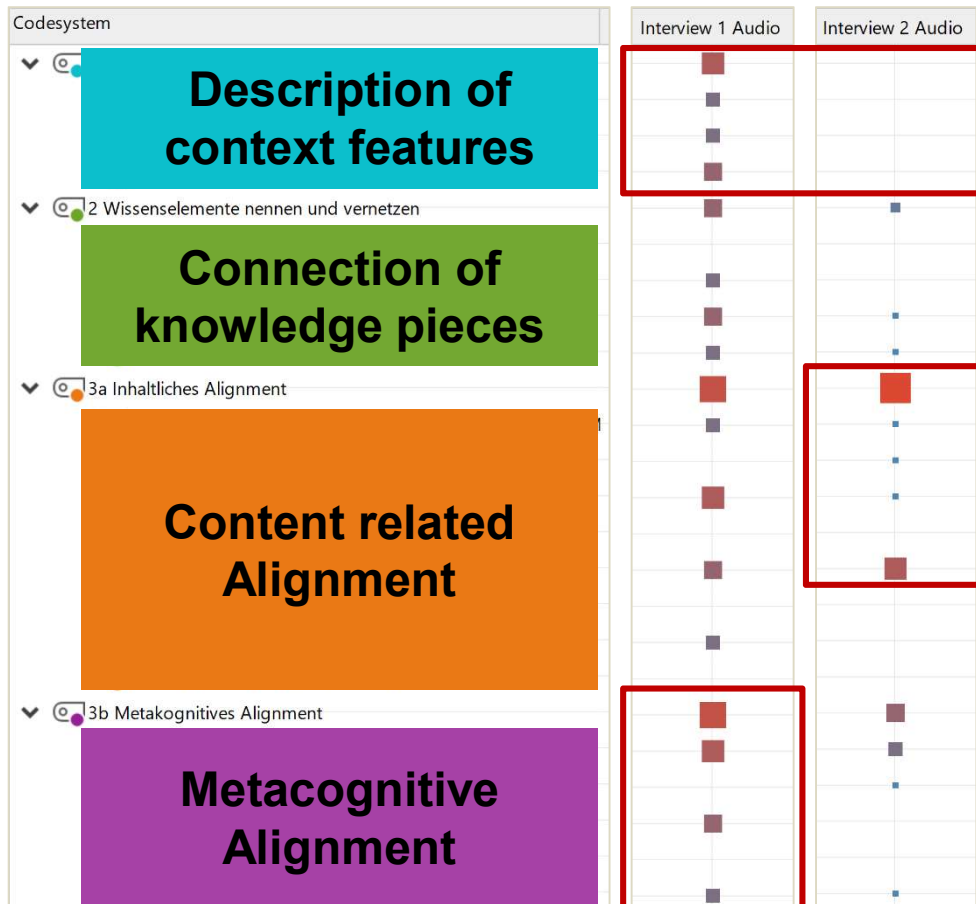 Codesystem
Interview 1 Audio
Interview 2 Audio
Description of
context features
2 Wissenselemente nennen und vernetzen
Connection of
knowledge pieces
3a Inhaltliches Alignment
Content related
Alignment
3b Metakognitives Alignment
Metacognitive
Alignment